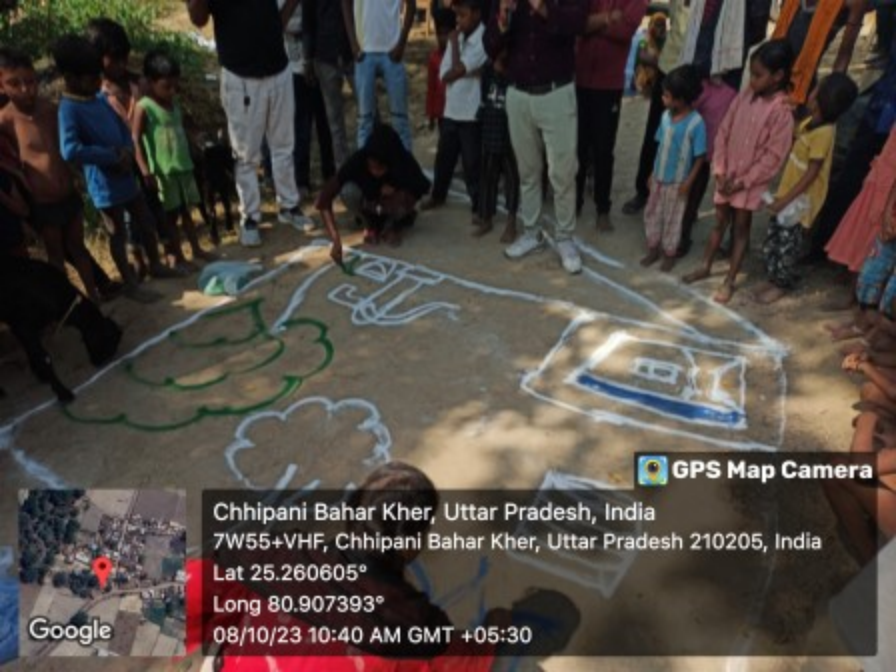 GPS Map Camera
Chhipani Bahar Kher, Uttar Pradesh, India
7W55+VHF, Chhipani Bahar Kher, Uttar Pradesh 210205, India
Lat 25.260605°
Long 80.907393°
08/10/23 10:40 AM GMT +05:30
Google